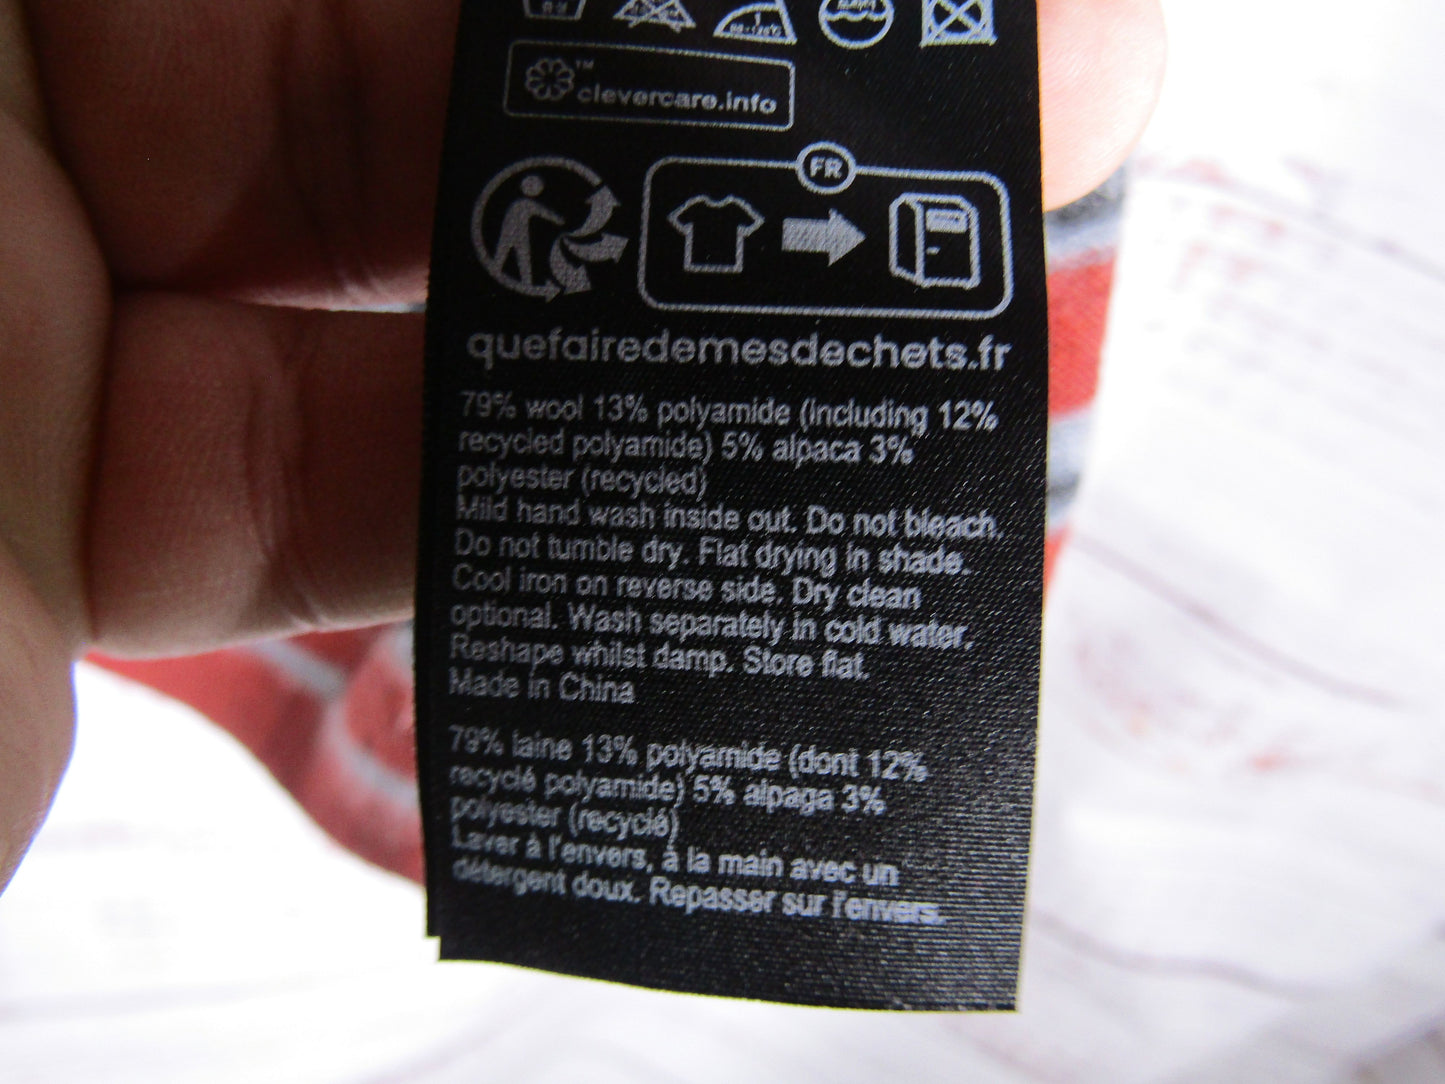 ™
clevercare.info
FR
quefairedemesdechets.fr
79% wool 13% polyamide (including 12%
recycled polyamide) 5% alpaca 3%
polyester (recycled)
Mild hand wash inside out. Do not bleach.
Do not tumble dry. Flat drying in shade.
Cool iron on reverse side. Dry clean
optional. Wash separately in cold water.
Reshape whilst damp. Store flat.
Made in China
79% laine 13% polyamide (dont 12%
recyclé polyamide) 5% alpaga 3%
polyester (recyclé)
Laver à l'envers, à la main avec un
détergent doux. Repasser sur l'envers.